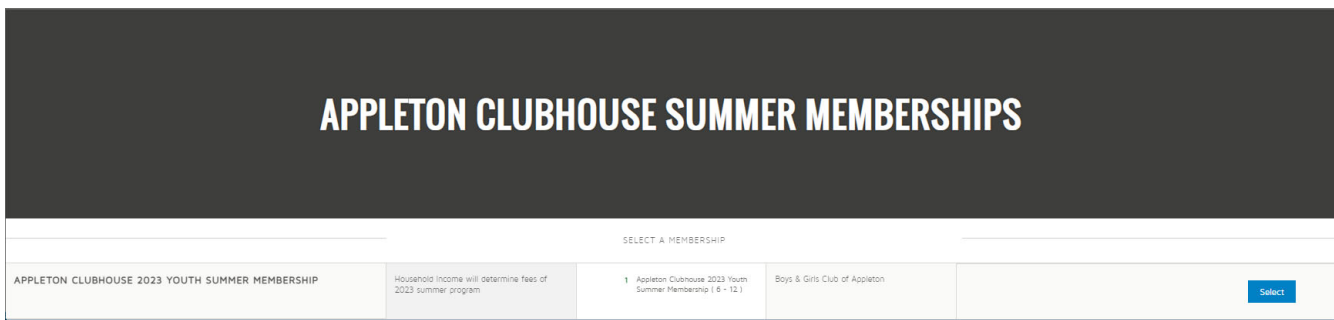 APPLETON CLUBHOUSE SUMMER MEMBERSHIPS
SELECT A MEMBERSHIP
APPLETON CLUBHOUSE 2023 YOUTH SUMMER MEMBERSHIP
Household Income will determine fees of
2023 summer program
1 Appleton Clubhouse 2023 Youth
Summer Membership ( 6 - 12 )
Boys & Girls Club of Appleton
Select